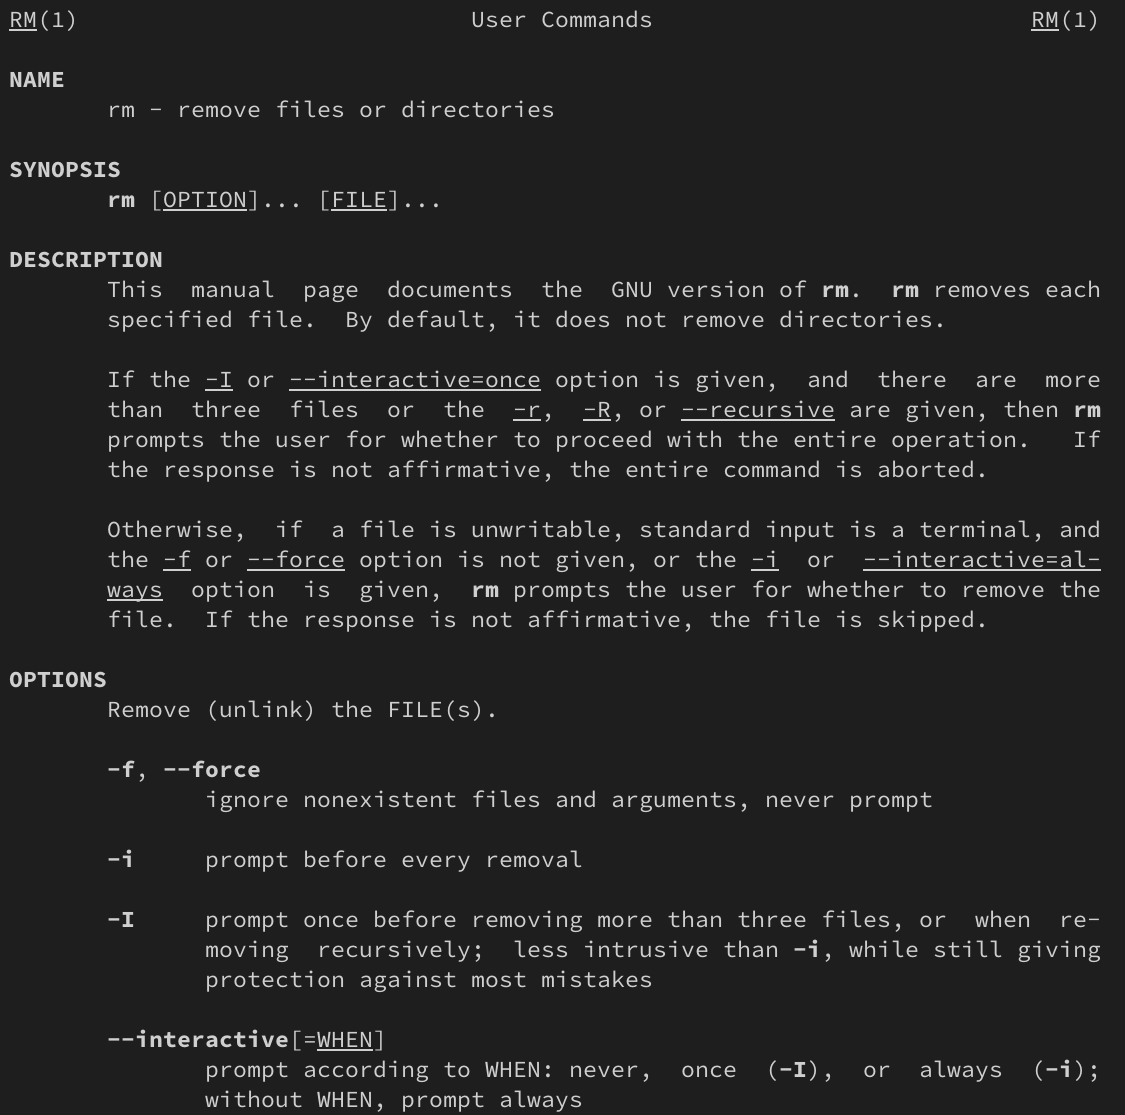 RM(1) User Commands RM(1)
NAME
rm - remove files or directories
SYNOPSIS
rm [OPTION]... [FILE]...
DESCRIPTION
This manual page documents the GNU version of rm. rm removes each
specified file. By default, it does not remove directories.
If the -I or --interactive=once option is given, and there are more
than three files or the -r, -R, or --recursive are given, then rm
prompts the user for whether to proceed with the entire operation. If
the response is not affirmative, the entire command is aborted.
Otherwise, if a file is unwritable, standard input is a terminal, and
the -f or --force option is not given, or the -i or --interactive=al-
ways option is given, rm prompts the user for whether to remove the
file. If the response is not affirmative, the file is skipped.
OPTIONS
Remove (unlink) the FILE(s).
-f, --force
ignore nonexistent files and arguments, never prompt
-i prompt before every removal
-I prompt once before removing more than three files, or when re-
moving recursively; less intrusive than -i, while still giving
protection against most mistakes
--interactive[=WHEN]
prompt according to WHEN: never, once (-I), or always (-i);
without WHEN, prompt always